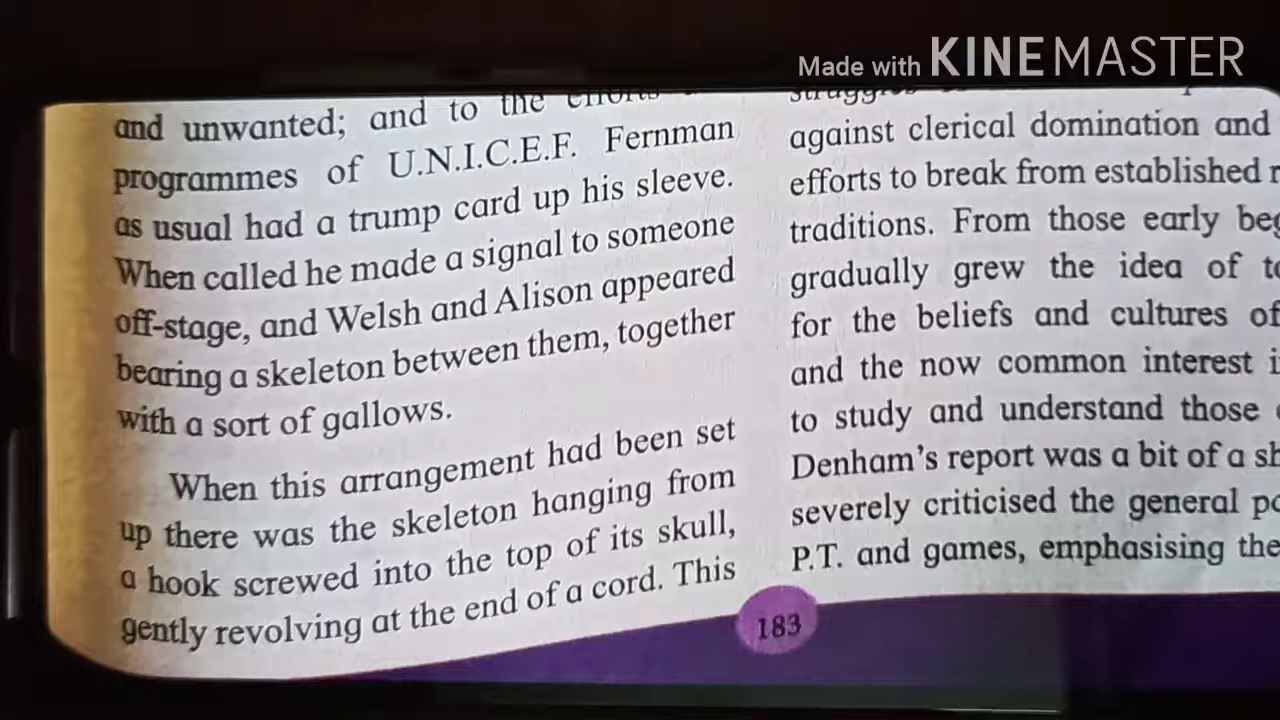 Made with KINEMASTER
and unwanted; and to the efforts
programmes of U.N.I.C.E.F. Fernman
as usual had a trump card up his sleeve.
When called he made a signal to someone
off-stage, and Welsh and Alison appeared
bearing a skeleton between them, together
with a sort of gallows.
When this arrangement had been set
up there was the skeleton hanging from
a hook screwed into the top of its skull,
gently revolving at the end of a cord. This
against clerical domination and
efforts to break from established
traditions. From those early
gradually grew the idea of
for the beliefs and cultures of
and the now common interest
to study and understand those
Denham's report was a bit of a
severely criticised the general
P.T. and games, emphasising the
183